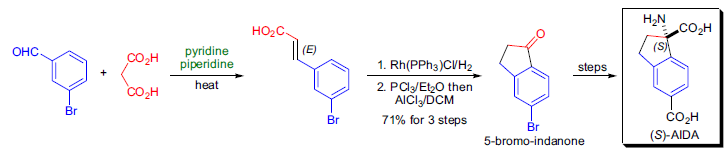 OHC
Br
+
CO₂H
CO₂H
pyridine
piperidine
heat
HO₂C
(E)
Br
1. Rh(PPh₃)Cl/H₂
2. PCl₃/Et₂O then
AlCl₃/DCM
71% for 3 steps
O
Br
5-bromo-indanone
steps
H₂N
CO₂H
(S)
CO₂H
(S)-AIDA